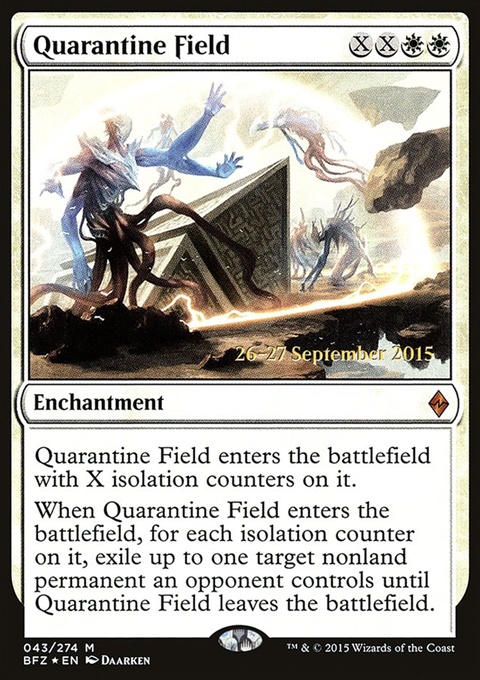 Quarantine Field XX
26–27 September 2015
Enchantment
Quarantine Field enters the battlefield
with X isolation counters on it.
When Quarantine Field enters the
battlefield, for each isolation counter
on it, exile up to one target nonland
permanent an opponent controls until
Quarantine Field leaves the battlefield.
043/274 M
BFZ ★ EN Daarken
™ & © 2015 Wizards of the Coast